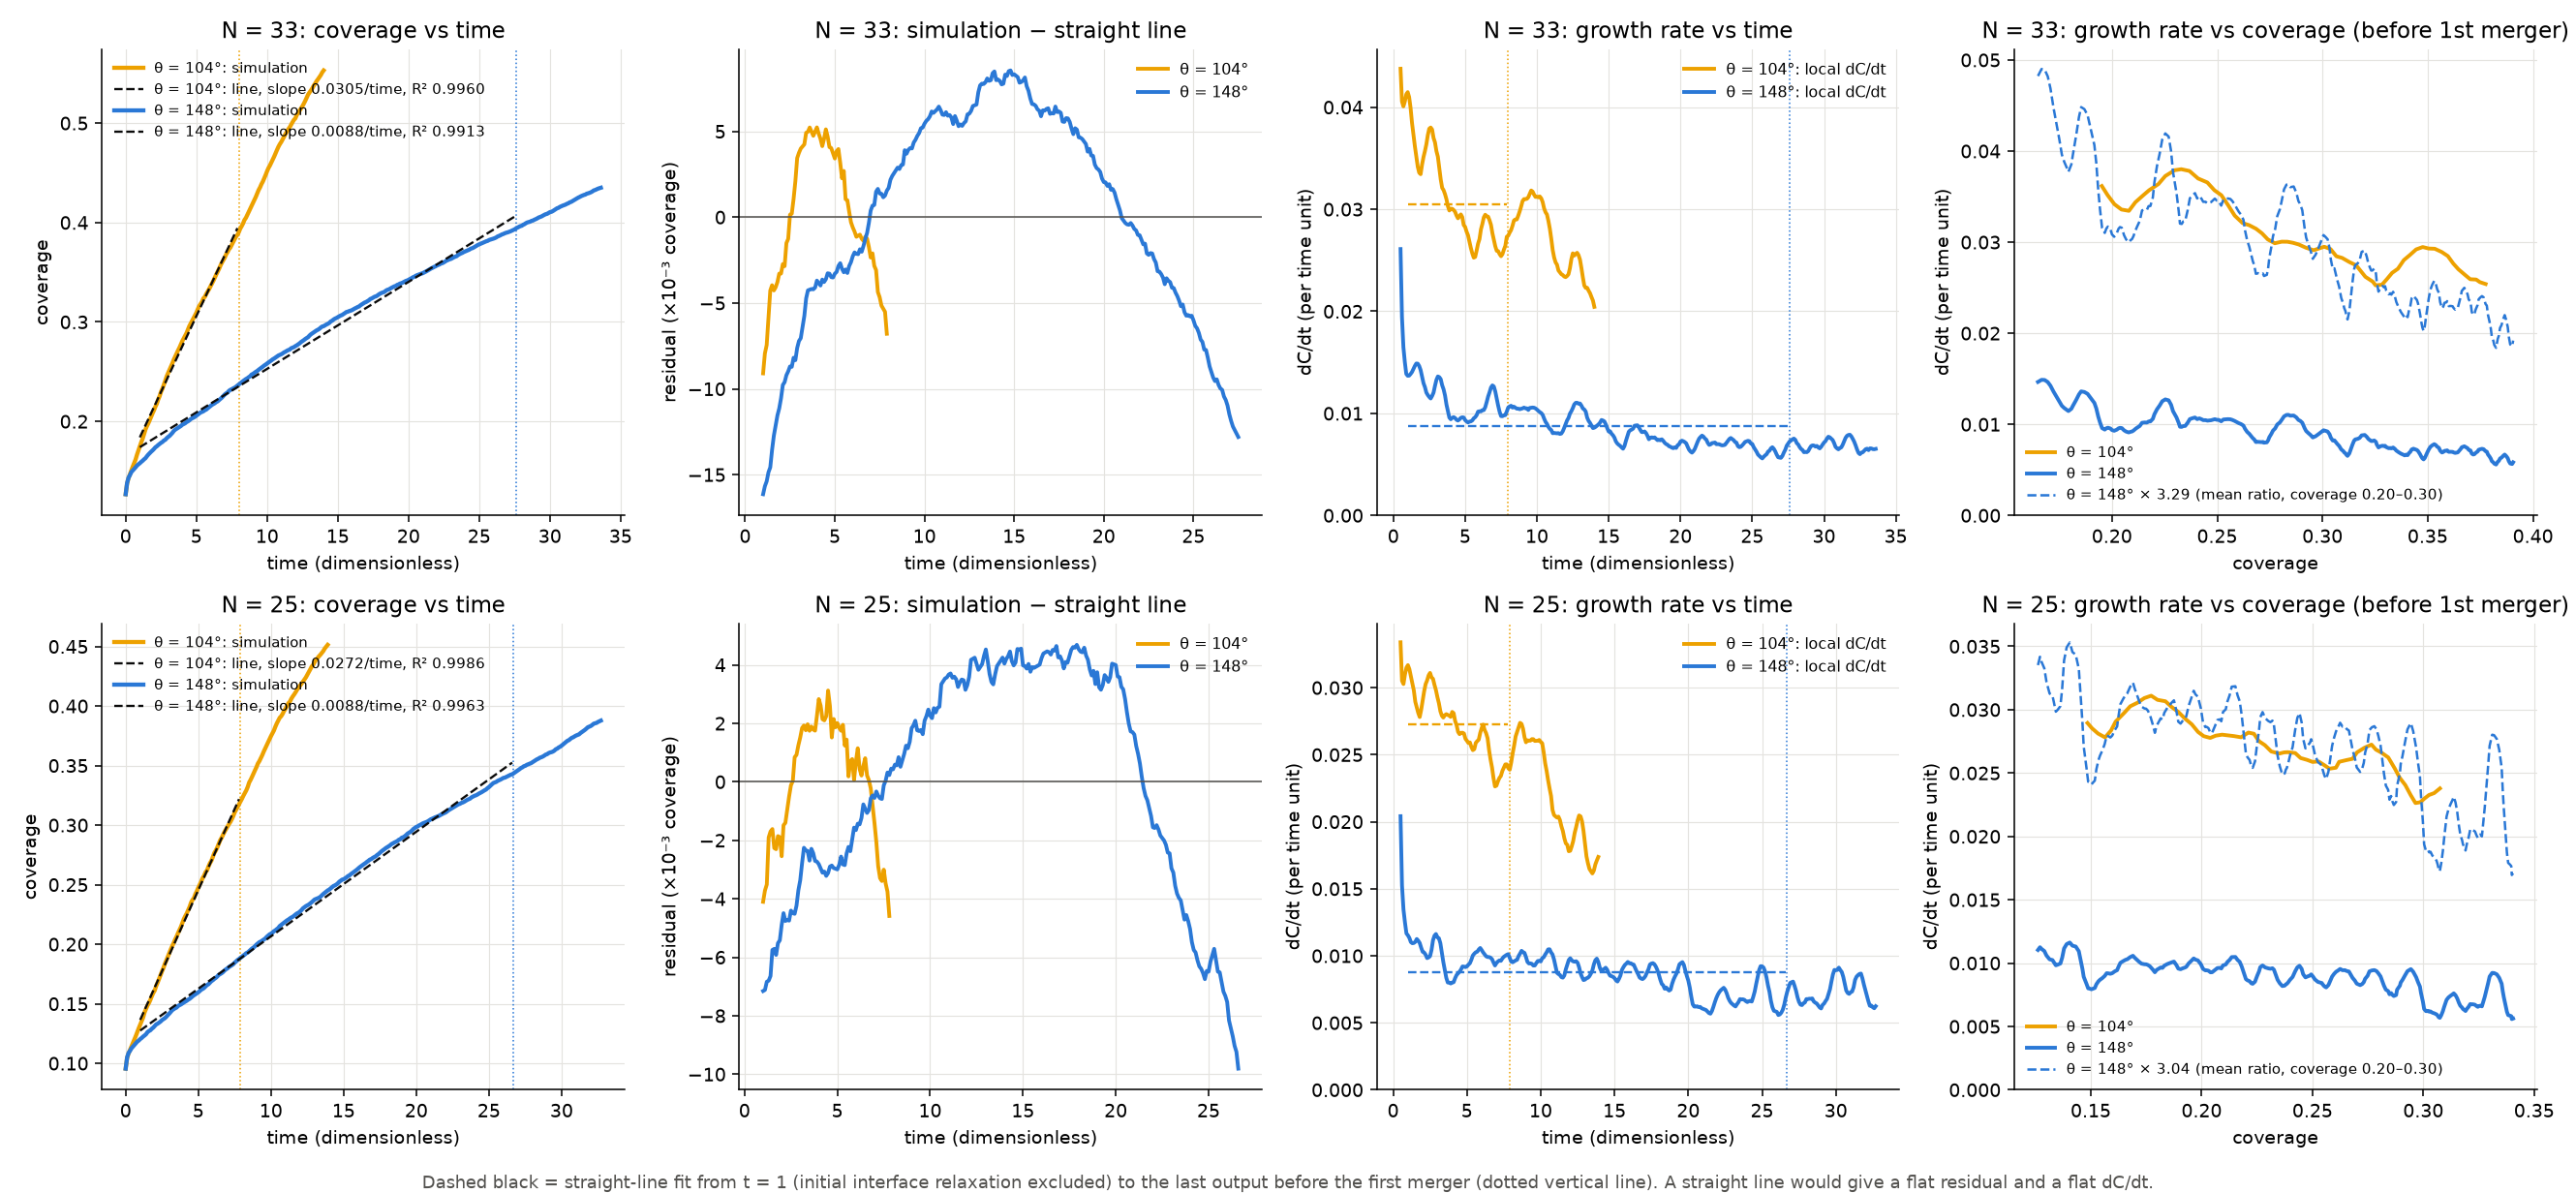 N = 33: coverage vs time
θ = 104°: simulation
θ = 104°: line, slope 0.0305/time, R² 0.9960
θ = 148°: simulation
θ = 148°: line, slope 0.0088/time, R² 0.9913
coverage
0.5
0.4
0.3
0.2
0 5 10 15 20 25 30 35
time (dimensionless)
N = 33: simulation − straight line
θ = 104°
θ = 148°
residual (×10⁻³ coverage)
5
0
−5
−10
−15
0 5 10 15 20 25
time (dimensionless)
N = 33: growth rate vs time
θ = 104°: local dC/dt
θ = 148°: local dC/dt
dC/dt (per time unit)
0.04
0.03
0.02
0.01
0.00
0 5 10 15 20 25 30 35
time (dimensionless)
N = 33: growth rate vs coverage (before 1st merger)
dC/dt (per time unit)
0.05
0.04
0.03
0.02
0.01
0.00
θ = 104°
θ = 148°
θ = 148° × 3.29 (mean ratio, coverage 0.20–0.30)
0.20 0.25 0.30 0.35 0.40
coverage
N = 25: coverage vs time
θ = 104°: simulation
θ = 104°: line, slope 0.0272/time, R² 0.9986
θ = 148°: simulation
θ = 148°: line, slope 0.0088/time, R² 0.9963
coverage
0.45
0.40
0.35
0.30
0.25
0.20
0.15
0.10
0 5 10 15 20 25 30
time (dimensionless)
N = 25: simulation − straight line
θ = 104°
θ = 148°
residual (×10⁻³ coverage)
4
2
0
−2
−4
−6
−8
−10
0 5 10 15 20 25
time (dimensionless)
N = 25: growth rate vs time
θ = 104°: local dC/dt
θ = 148°: local dC/dt
dC/dt (per time unit)
0.030
0.025
0.020
0.015
0.010
0.005
0.000
0 5 10 15 20 25 30
time (dimensionless)
N = 25: growth rate vs coverage (before 1st merger)
dC/dt (per time unit)
0.035
0.030
0.025
0.020
0.015
0.010
0.005
0.000
θ = 104°
θ = 148°
θ = 148° × 3.04 (mean ratio, coverage 0.20–0.30)
0.15 0.20 0.25 0.30 0.35
coverage
Dashed black = straight-line fit from t = 1 (initial interface relaxation excluded) to the last output before the first merger (dotted vertical line). A straight line would give a flat residual and a flat dC/dt.